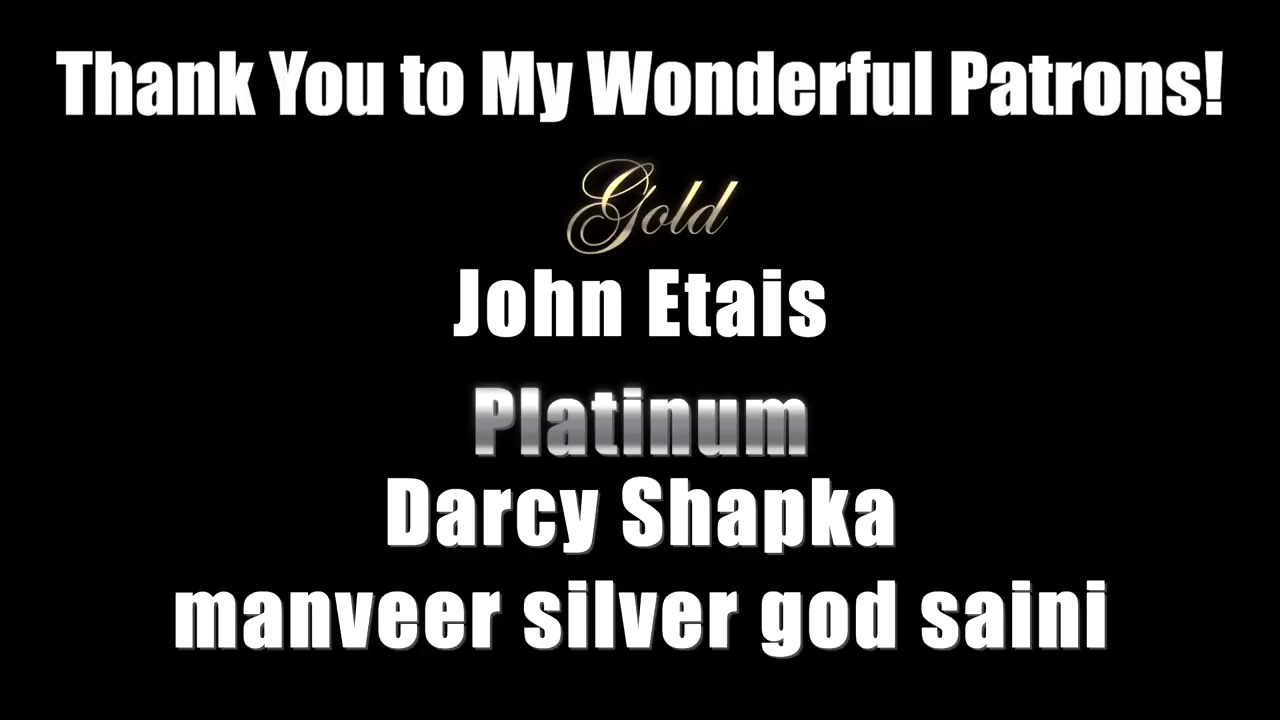 Thank You to My Wonderful Patrons!
Gold
John Etais
Platinum
Darcy Shapka
manveer silver god saini